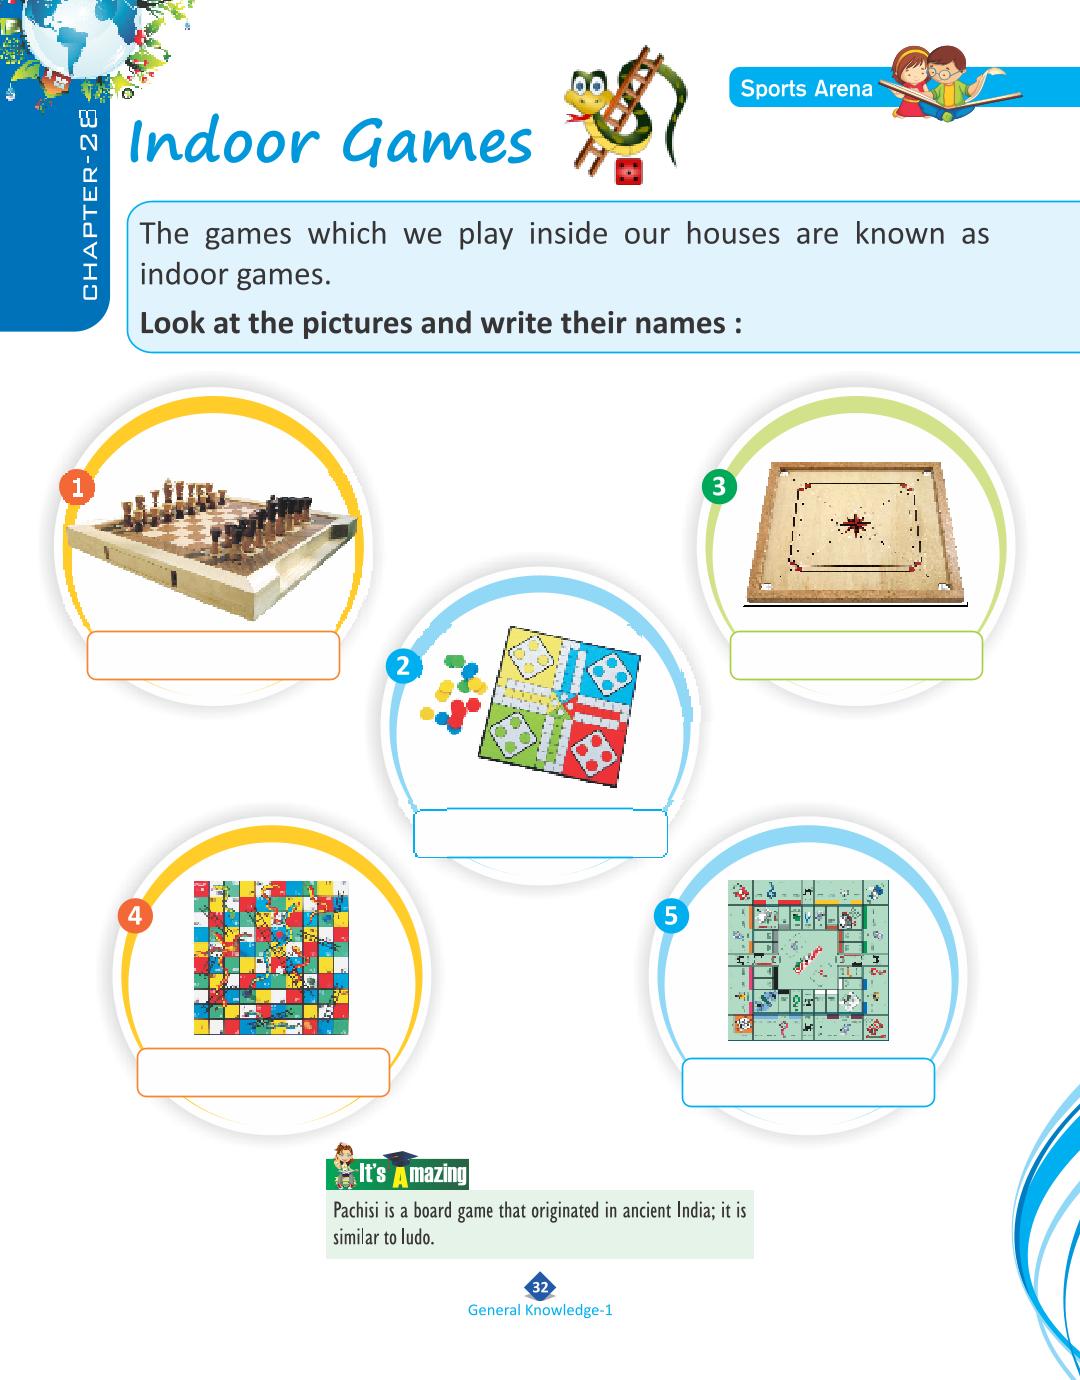 Sports Arena
CHAPTER-28
Indoor Games
The games which we play inside our houses are known as
indoor games.
Look at the pictures and write their names :
1
3
2
4
5
It's Amazing
Pachisi is a board game that originated in ancient India; it is
similar to ludo.
32
General Knowledge-1